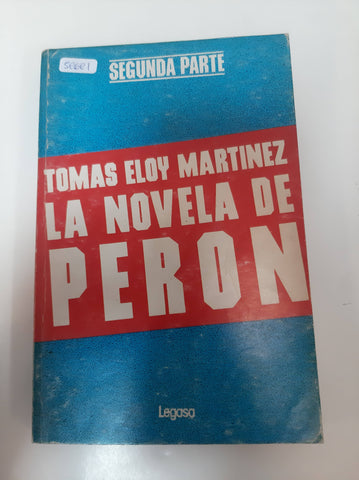 SEGUNDA PARTE
TOMAS ELOY MARTINEZ
LA NOVELA DE
PERON
Legasa